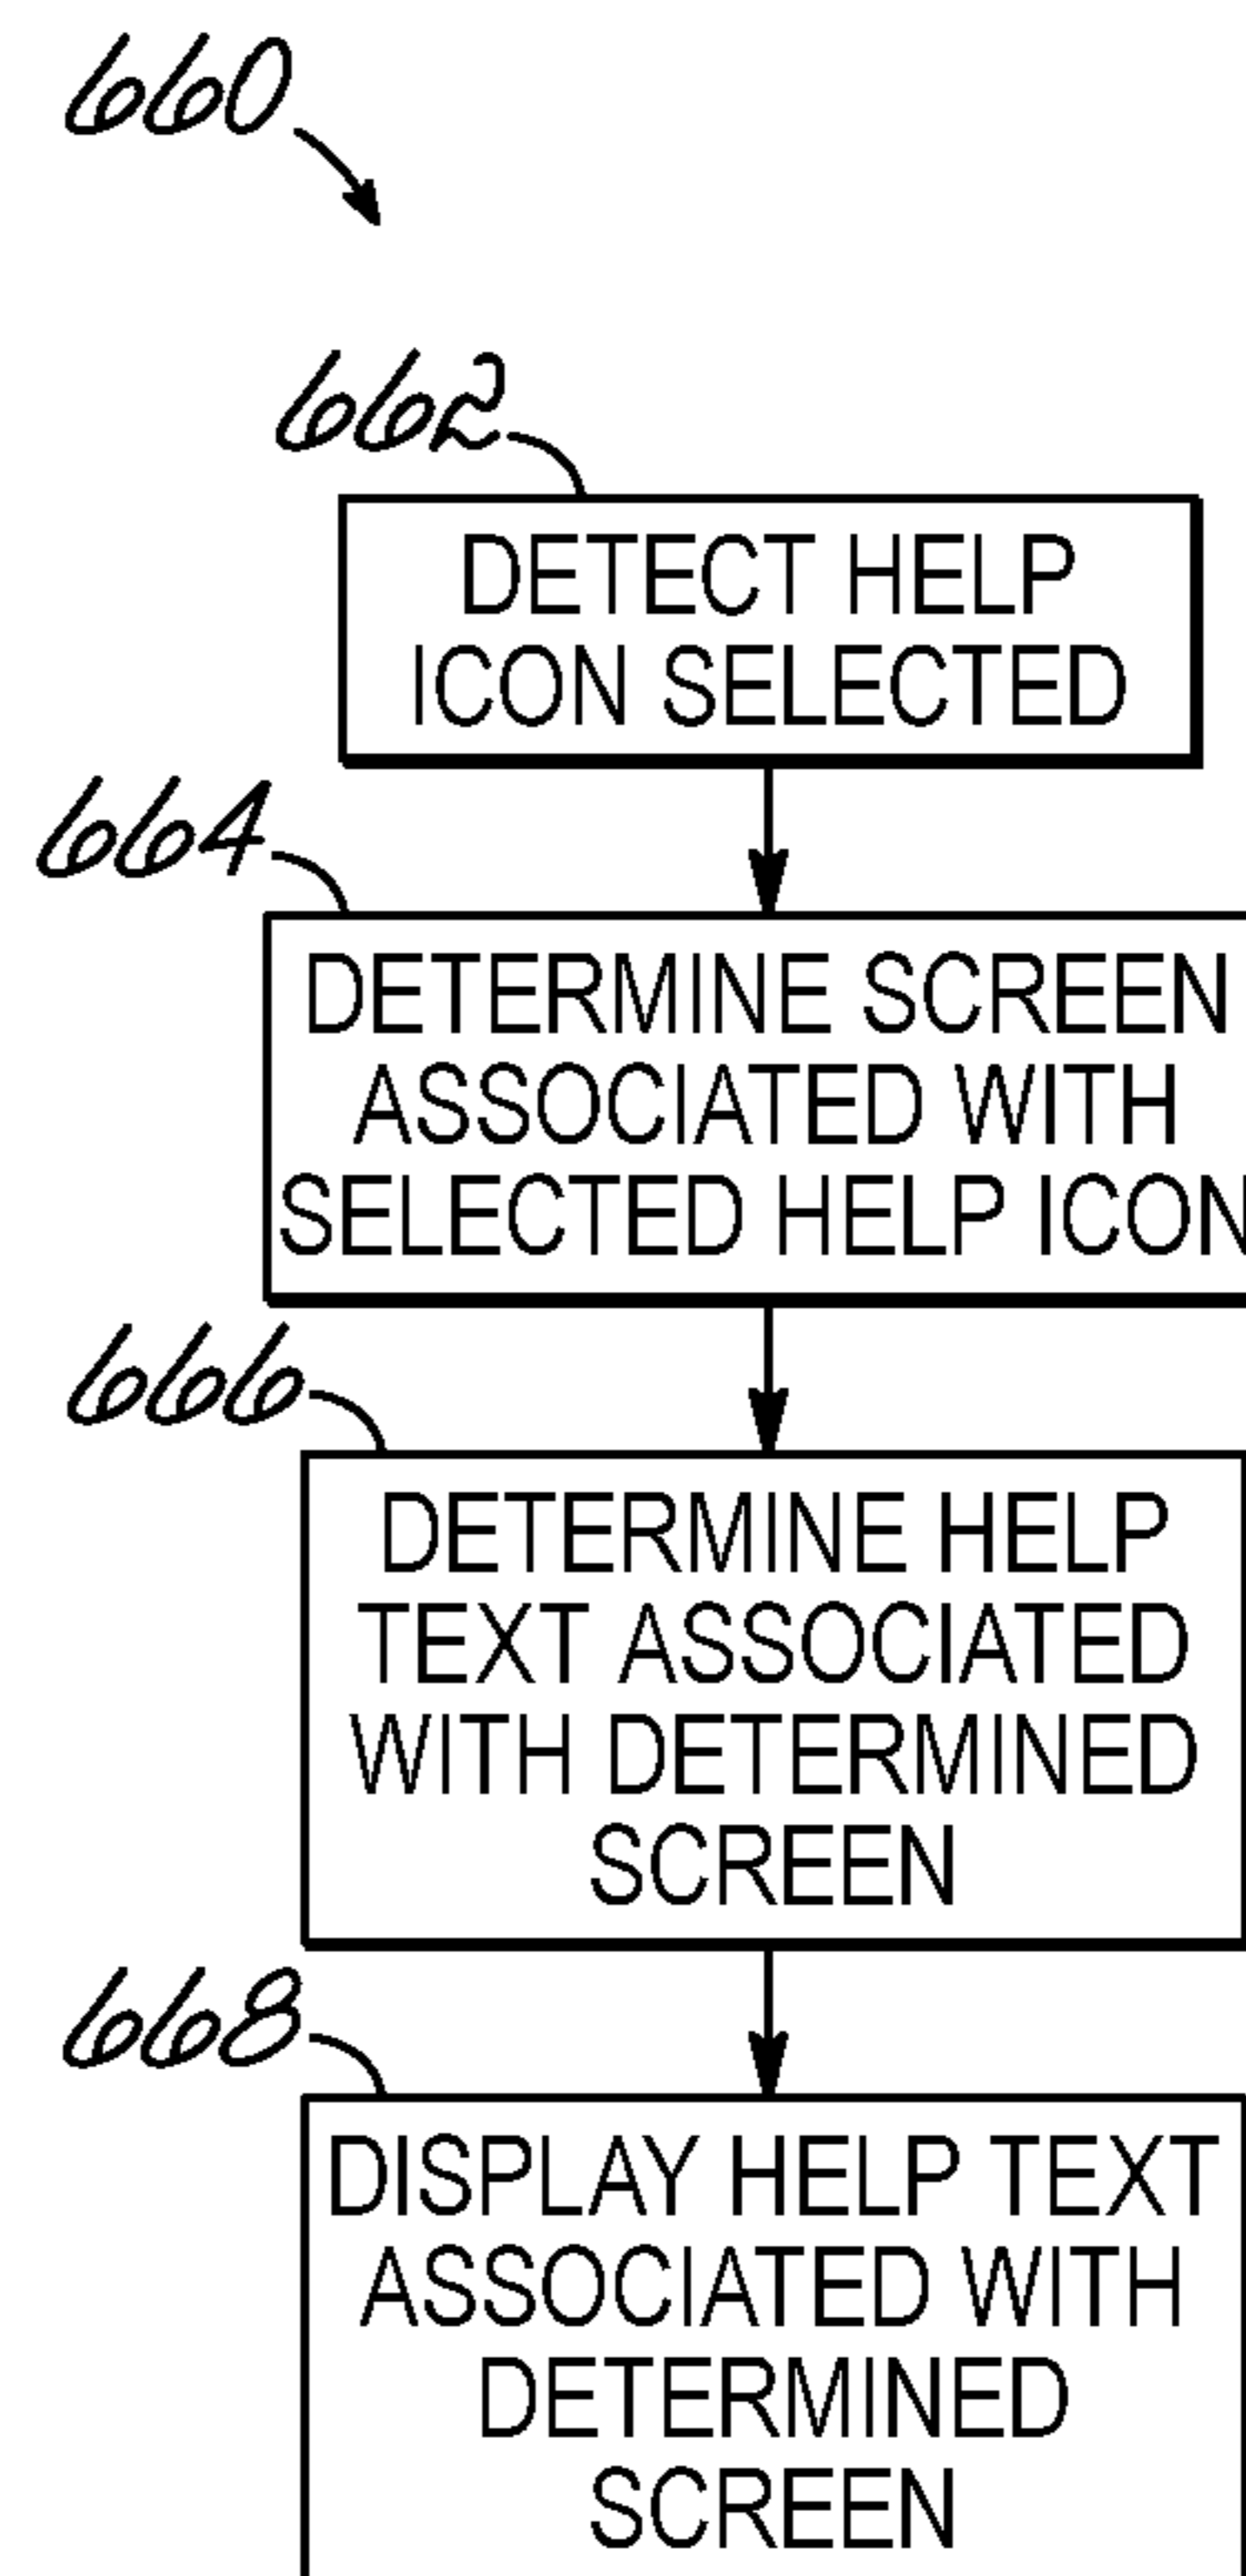 660
662
DETECT HELP
ICON SELECTED
664
DETERMINE SCREEN
ASSOCIATED WITH
SELECTED HELP ICON
666
DETERMINE HELP
TEXT ASSOCIATED
WITH DETERMINED
SCREEN
668
DISPLAY HELP TEXT
ASSOCIATED WITH
DETERMINED
SCREEN